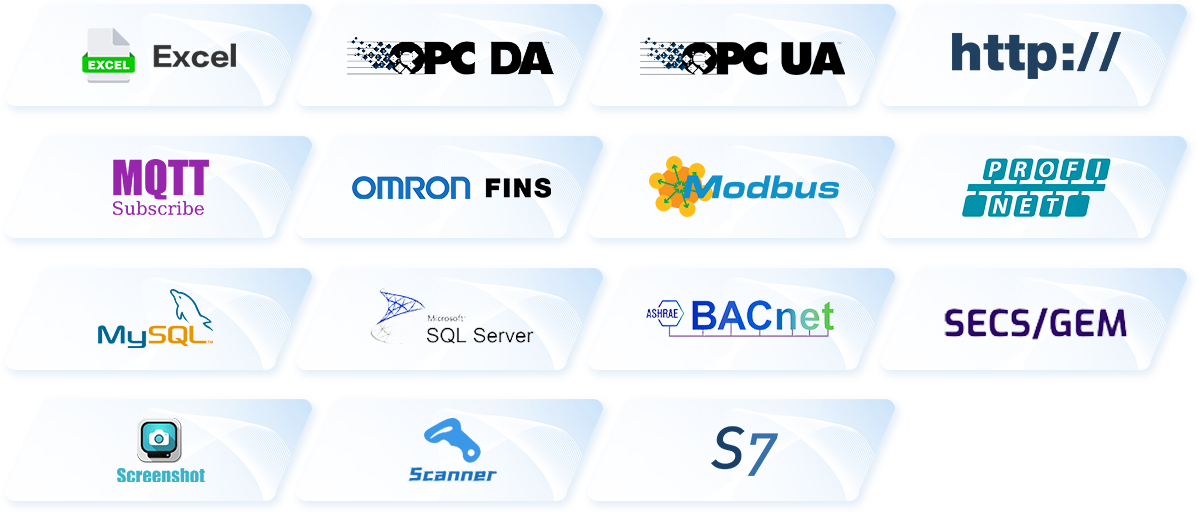 EXCEL Excel
OPC DA
OPC UA
http://
MQTT
Subscribe
OMRON FINS
Modbus
PROFI
NET
MySQL™
Microsoft®
SQL Server
ASHRAE BACnet
SECS/GEM
Screenshot
Scanner
S7